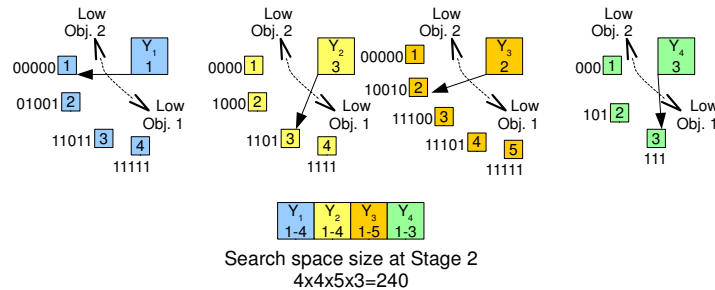 Low
Obj. 2
Y1
1
00000 1
01001 2
11011 3
4
11111
Low
Obj. 1
Low
Obj. 2
Y2
3
0000 1
1000 2
1101 3
4
1111
Low
Obj. 1
Low
Obj. 2
Y3
2
00000 1
10010 2
11100 3
11101 4
5
11111
Low
Obj. 2
Y4
3
000 1
101 2
3
111
Low
Obj. 1
Y1 Y2 Y3 Y4
1-4 1-4 1-5 1-3
Search space size at Stage 2
4x4x5x3=240